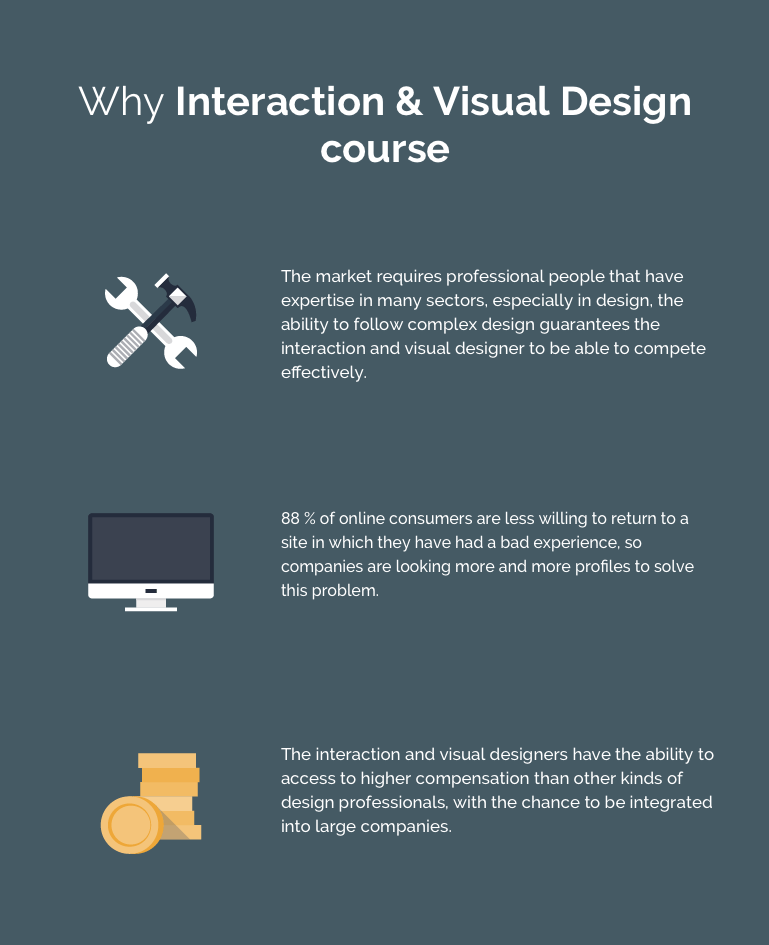 Why Interaction & Visual Design
course
The market requires professional people that have
expertise in many sectors, especially in design, the
ability to follow complex design guarantees the
interaction and visual designer to be able to compete
effectively.
88 % of online consumers are less willing to return to a
site in which they have had a bad experience, so
companies are looking more and more profiles to solve
this problem.
The interaction and visual designers have the ability to
access to higher compensation than other kinds of
design professionals, with the chance to be integrated
into large companies.